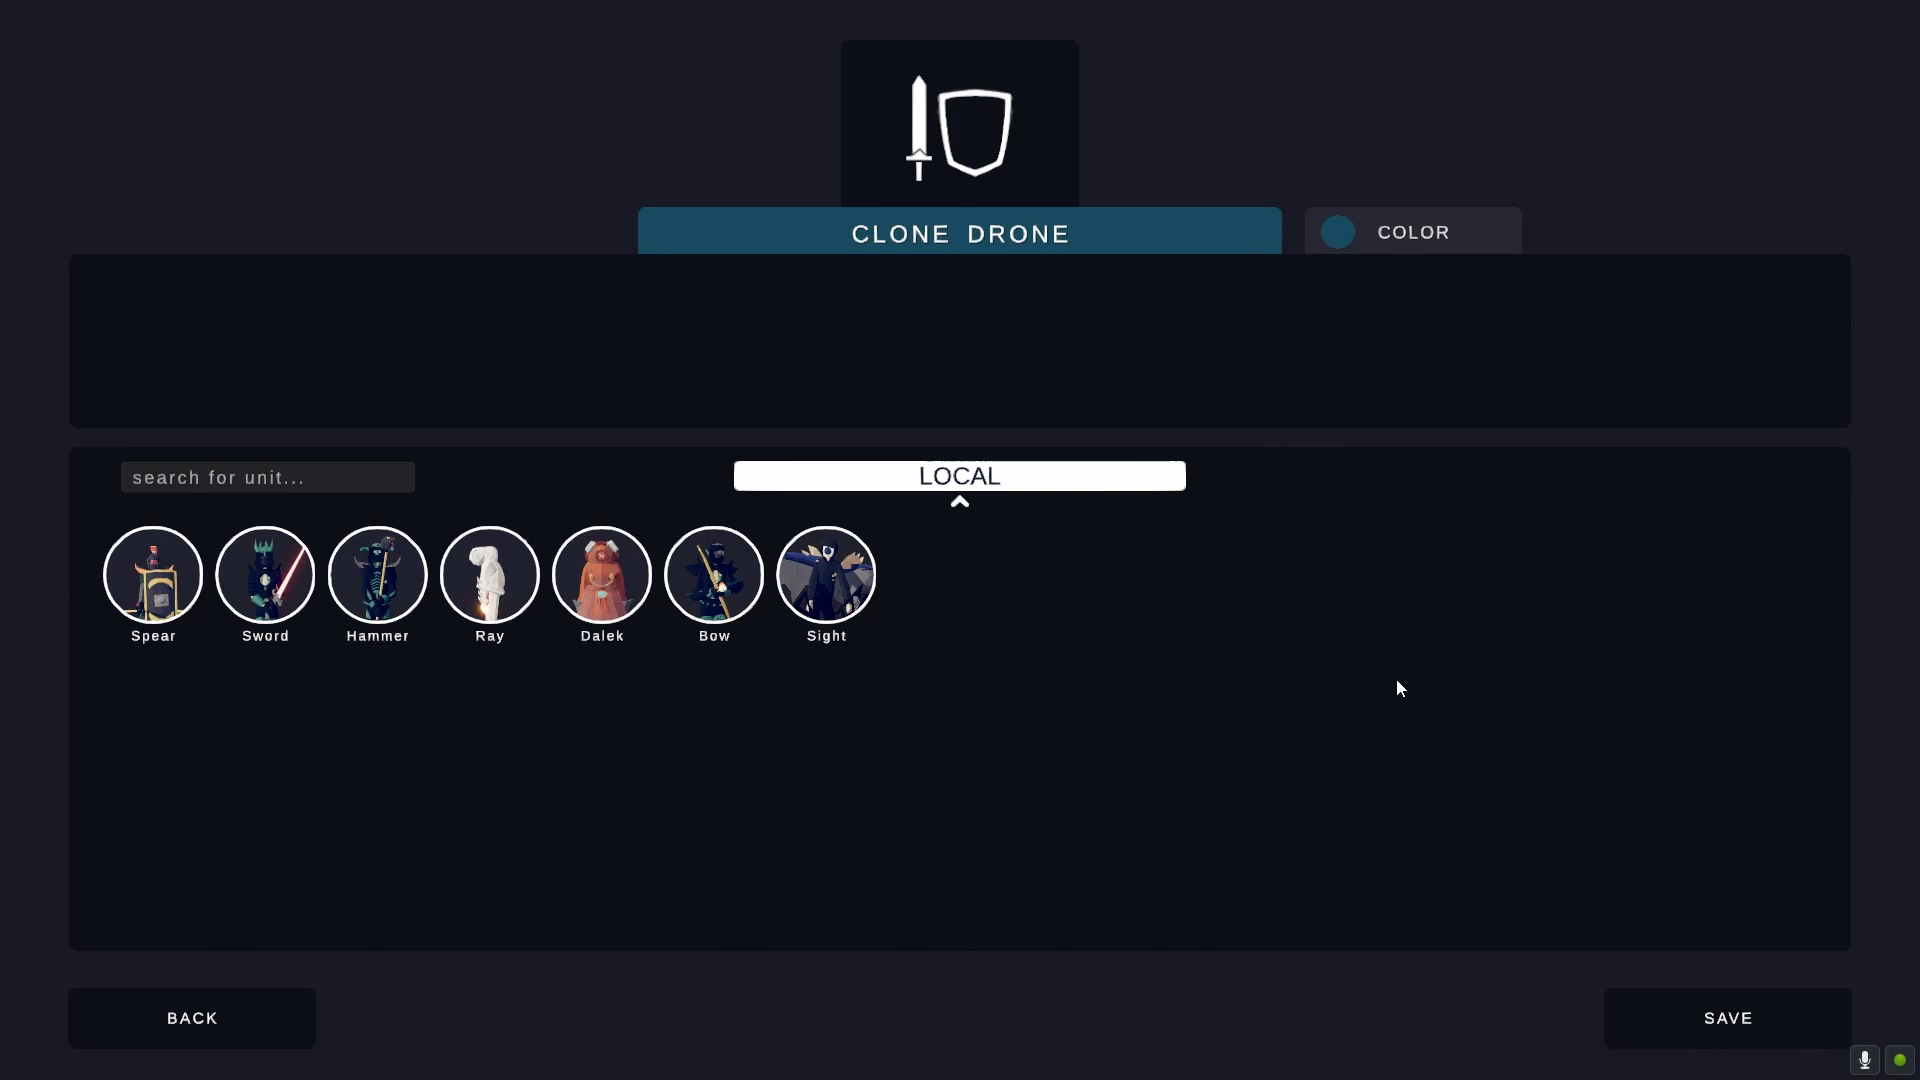 CLONE DRONE
COLOR
search for unit...
LOCAL
Spear
Sword
Hammer
Ray
Dalek
Bow
Sight
BACK
SAVE